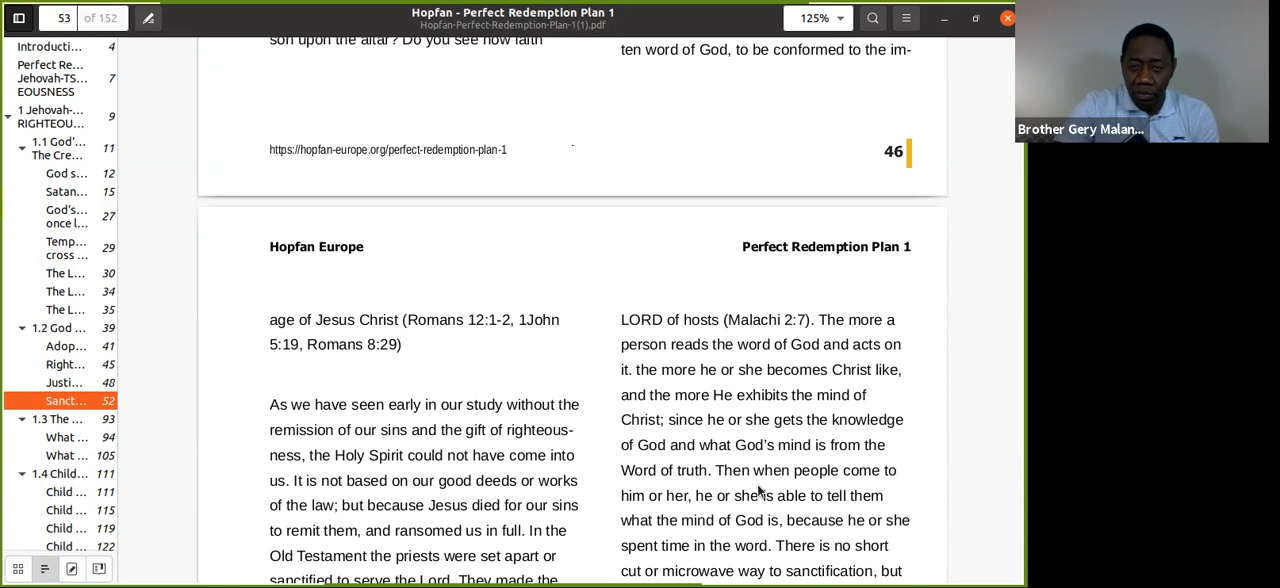 53 of 152
Hopfan - Perfect Redemption Plan 1
Hopfan-Perfect-Redemption-Plan-1(1).pdf
125%
Introducti... 4
Perfect Re...
Jehovah-TS... 7
EOUSNESS
1 Jehovah-... 9
RIGHTEOU...
1.1 God'... 11
The Cre...
God s... 12
Satan... 15
God's... 27
once l...
Temp... 29
cross ...
The L... 30
The L... 34
The L... 35
1.2 God ... 39
Adop... 41
Right... 45
Justi... 48
Sanct... 52
1.3 The ... 93
What ... 94
What ... 105
1.4 Child... 111
Child ... 111
Child ... 115
Child ... 119
Child ... 122
son upon the altar? Do you see how faith
ten word of God, to be conformed to the im-
https://hopfan-europe.org/perfect-redemption-plan-1
46
Hopfan Europe
Perfect Redemption Plan 1
age of Jesus Christ (Romans 12:1-2, 1John
5:19, Romans 8:29)
As we have seen early in our study without the
remission of our sins and the gift of righteous-
ness, the Holy Spirit could not have come into
us. It is not based on our good deeds or works
of the law; but because Jesus died for our sins
to remit them, and ransomed us in full. In the
Old Testament the priests were set apart or
sanctified to serve the Lord. They made the
LORD of hosts (Malachi 2:7). The more a
person reads the word of God and acts on
it. the more he or she becomes Christ like,
and the more He exhibits the mind of
Christ; since he or she gets the knowledge
of God and what God's mind is from the
Word of truth. Then when people come to
him or her, he or she is able to tell them
what the mind of God is, because he or she
spent time in the word. There is no short
cut or microwave way to sanctification, but
Brother Gery Malan...